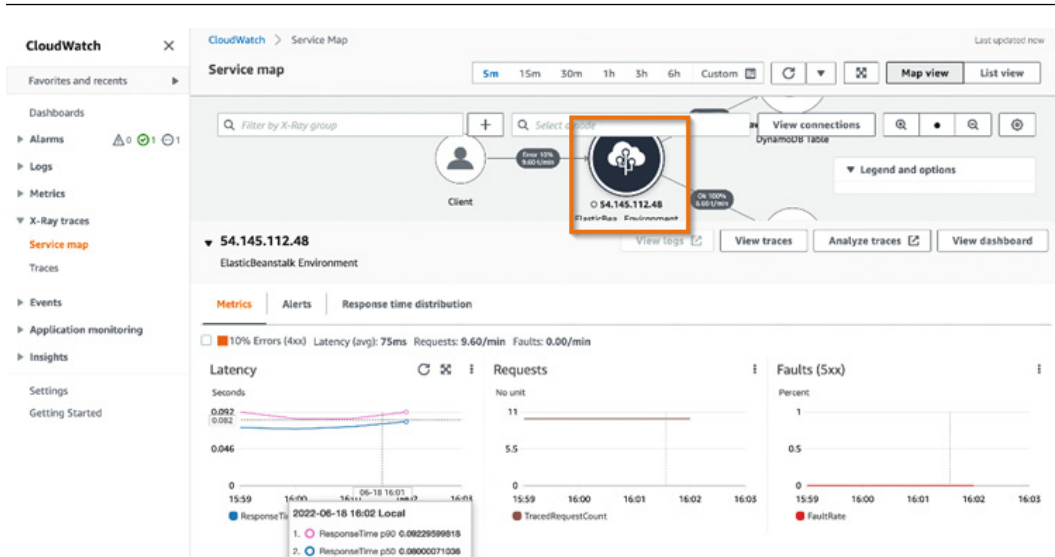 CloudWatch
CloudWatch > Service Map
Last updated now
Favorites and recents
Service map
5m 15m 30m 1h 3h 6h Custom
Map view List view
Dashboards
Alarms 0 1 1
Logs
Metrics
X-Ray traces
Service map
Traces
Events
Application monitoring
Insights
Settings
Getting Started
Filter by X-Ray group
Select a node
View connections
DynamoDB Table
Legend and options
Error 10%
9.60 t/min
Client
Ok 100%
6.60 t/min
54.145.112.48
ElasticBea...Environment
54.145.112.48
ElasticBeanstalk Environment
View logs View traces Analyze traces View dashboard
Metrics Alerts Response time distribution
10% Errors (4xx) Latency (avg): 75ms Requests: 9.60/min Faults: 0.00/min
Latency
Seconds
0.092
0.082
0.046
0
15:59 16:00 16:01 16:02 16:03
06-18 16:01
2022-06-18 16:02 Local
1. ResponseTime p90 0.09229599818
2. ResponseTime p50 0.08000071036
Requests
No unit
11
5.5
0
15:59 16:00 16:01 16:02 16:03
TracedRequestCount
Faults (5xx)
Percent
1
0.5
0
15:59 16:00 16:01 16:02 16:03
FaultRate